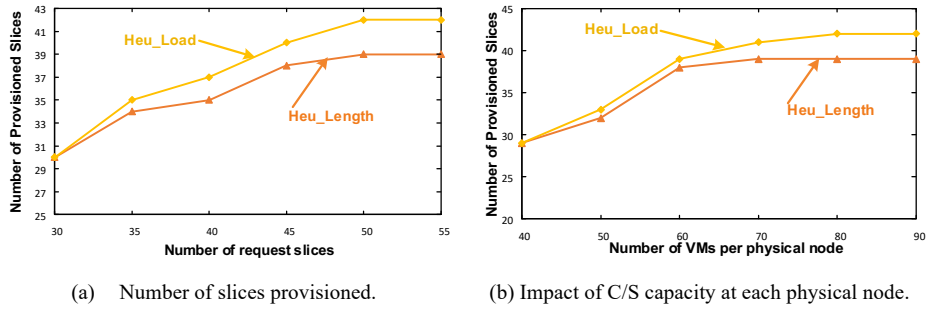 Number of Provisioned Slices
43
41
39
37
35
33
31
29
27
25
Heu_Load
Heu_Length
30 35 40 45 50 55
Number of request slices
(a) Number of slices provisioned.
Number of Provisioned Slices
40
35
30
25
20
Heu_Load
Heu_Length
40 50 60 70 80 90
Number of VMs per physical node
(b) Impact of C/S capacity at each physical node.